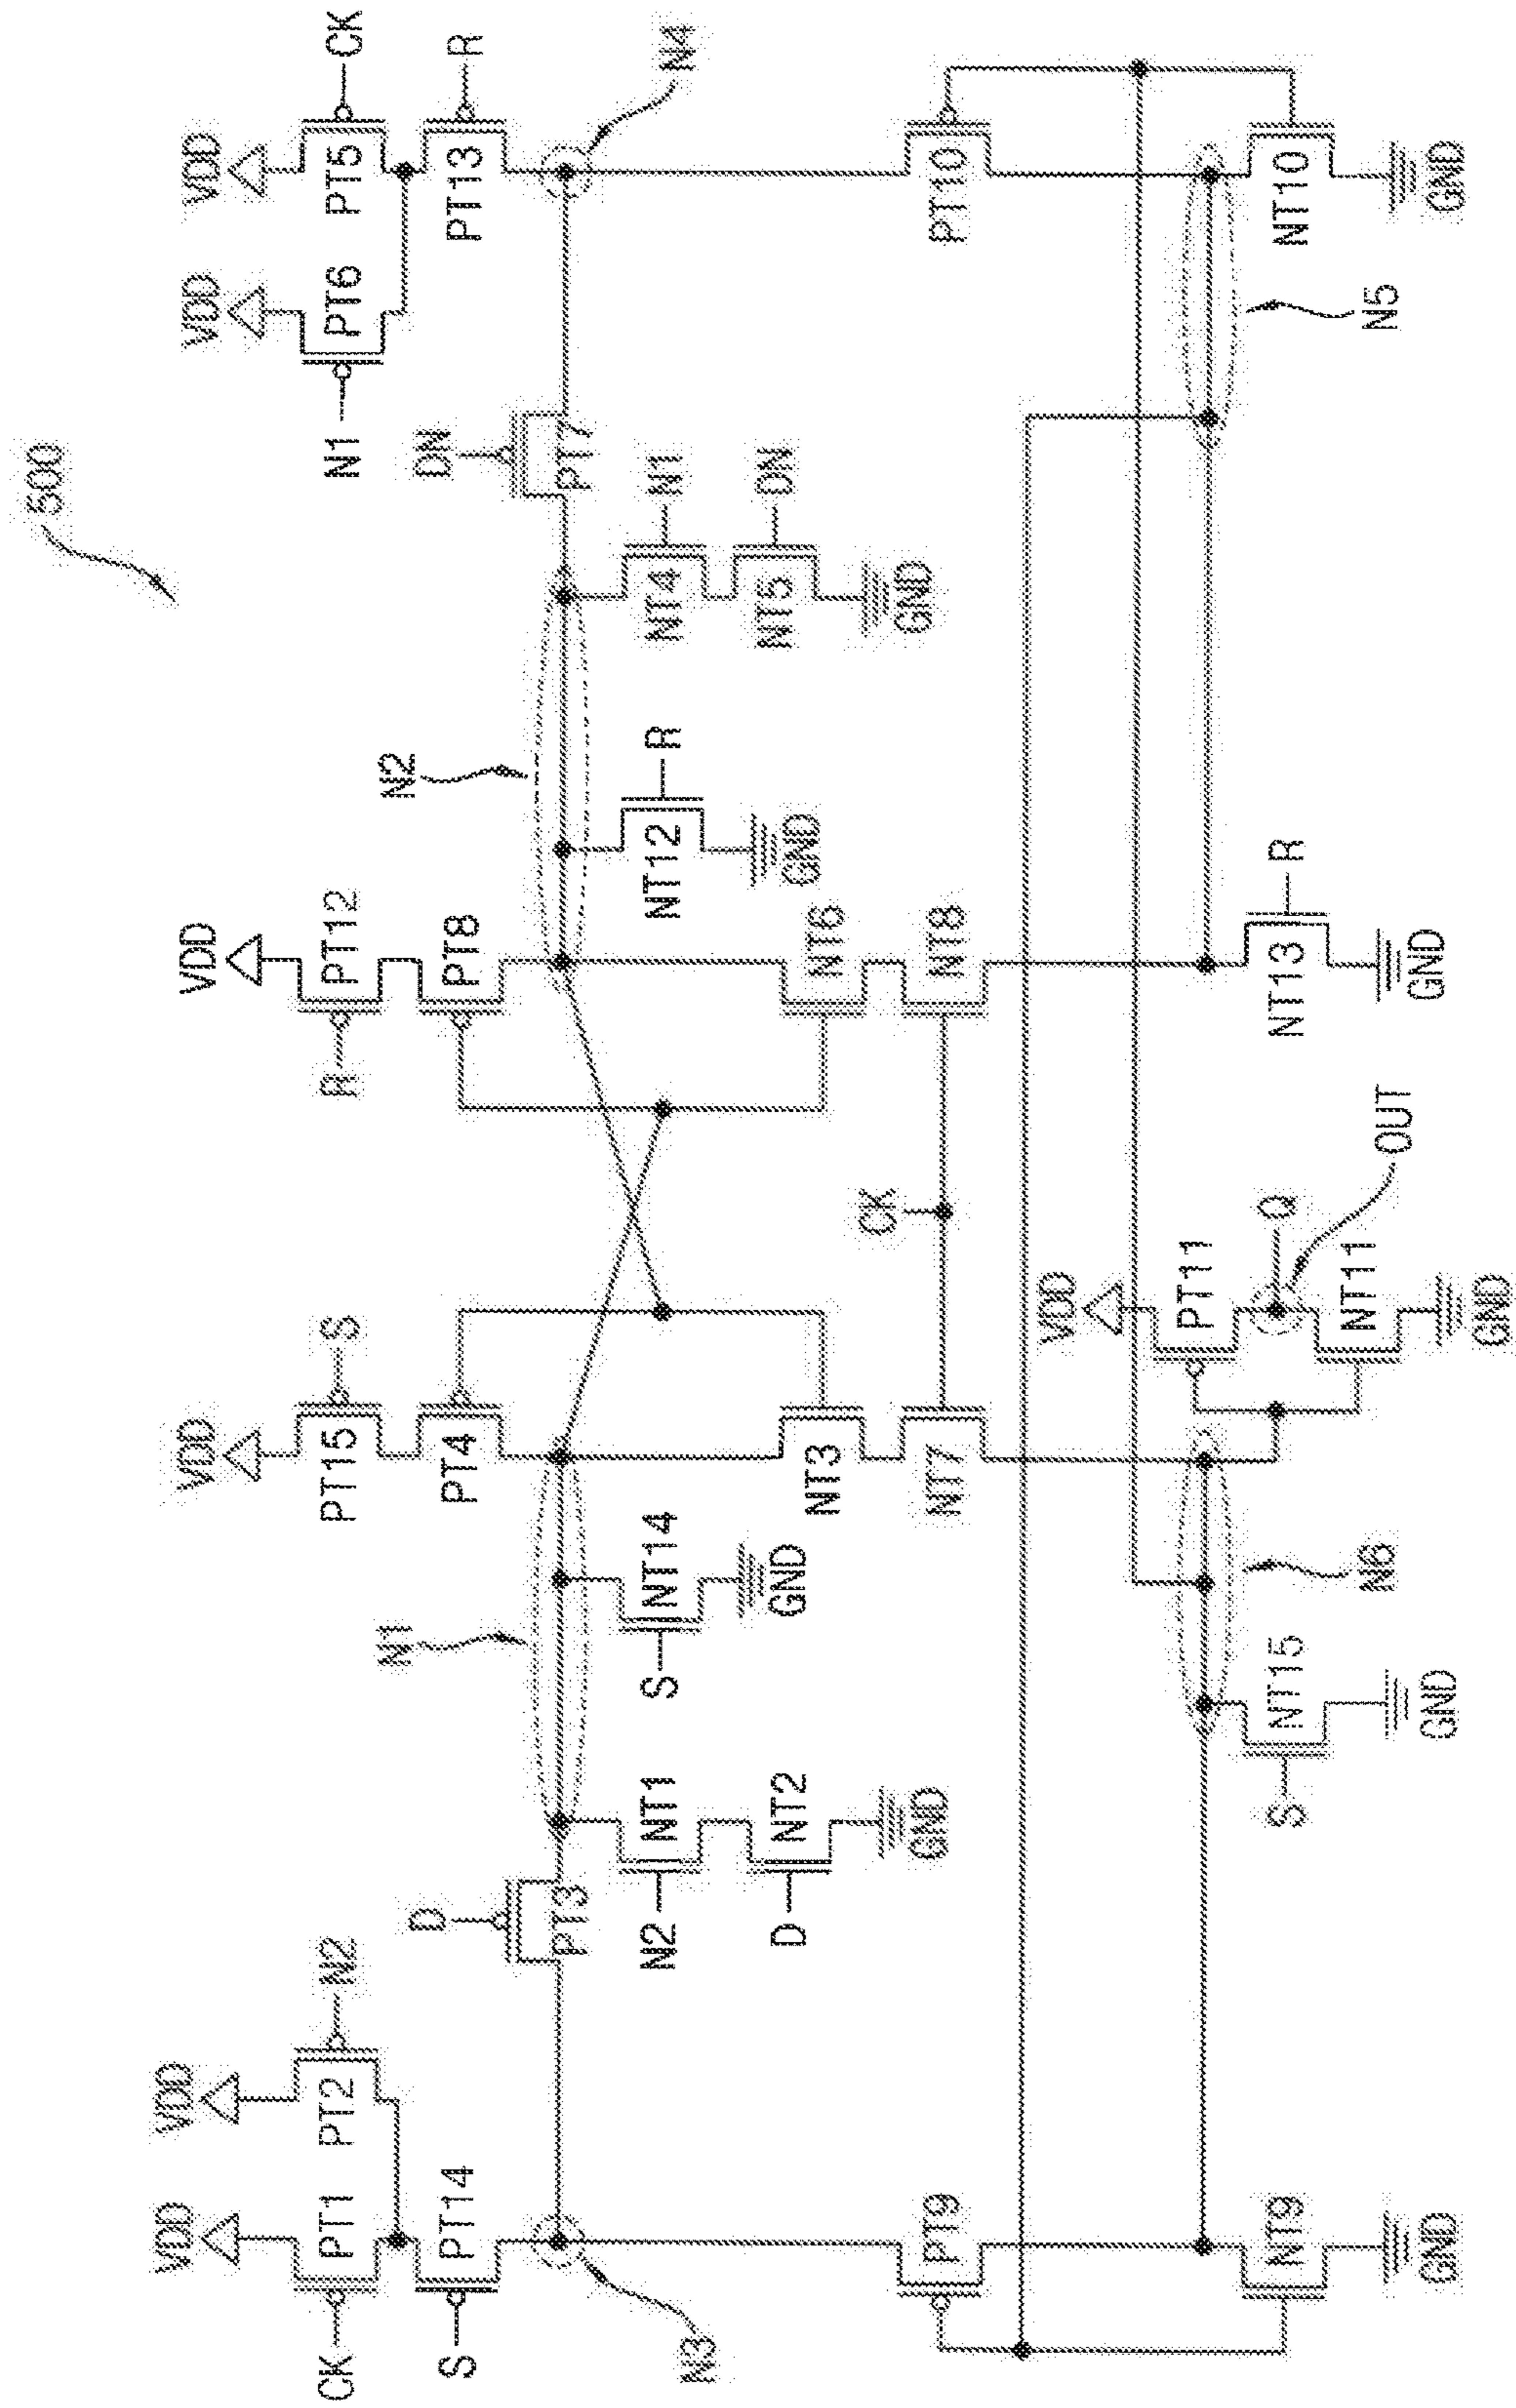 500
CK
VDD
PT5
R
PT13
N4
VDD
PT6
N1
DN
PT7
N1
NT4
DN
NT5
GND
PT10
NT10
GND
N5
N2
R
NT12
GND
VDD
PT12
R
PT8
NT6
NT8
R
NT13
GND
CK
OUT
Q
VDD
PT11
NT11
GND
S
VDD
PT15
PT4
NT3
NT7
N1
NT14
S
GND
N6
NT15
S
GND
D
PT3
NT1
N2
NT2
D
GND
N2
VDD
PT2
VDD
PT1
CK
PT14
S
N3
PT9
NT9
GND